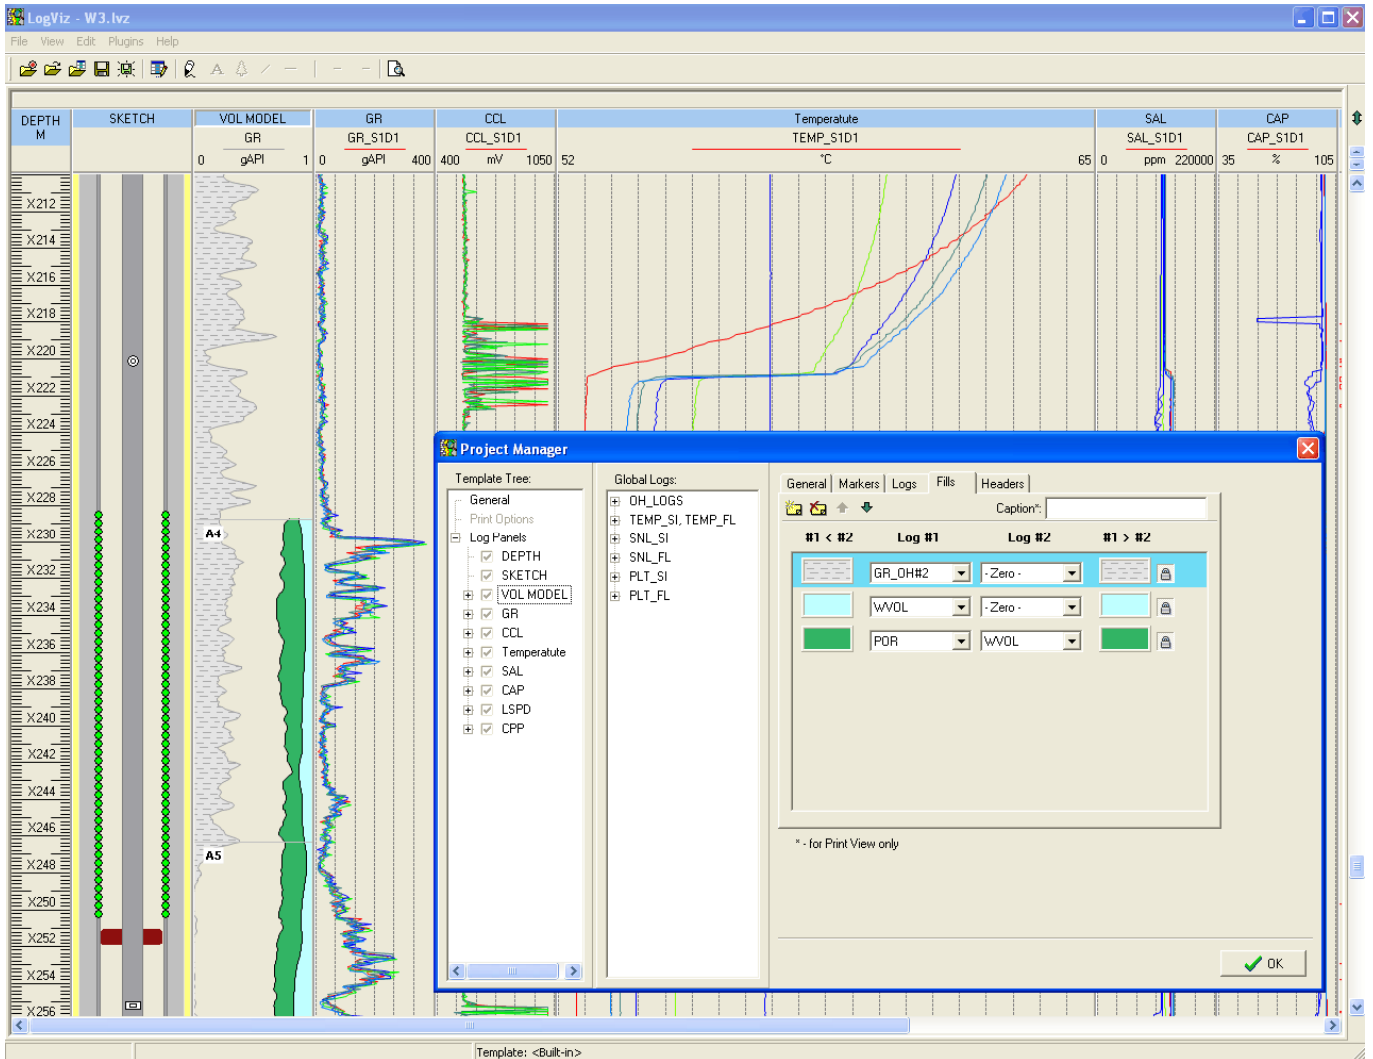 LogViz - W3.lvz
File View Edit Plugins Help
DEPTH M
SKETCH
VOL MODEL
GR
CCL
Temperatute
SAL
CAP
GR
GR_S1D1
CCL_S1D1
TEMP_S1D1
SAL_S1D1
CAP_S1D1
0 gAPI 1
0 gAPI 400
400 mV 1050
52 °C 65
0 ppm 220000
35 % 105
X212
X214
X216
X218
X220
X222
X224
X226
X228
X230
X232
X234
X236
X238
X240
X242
X244
X246
X248
X250
X252
X254
X256
A4
A5
Project Manager
Template Tree:
General
Print Options
Log Panels
DEPTH
SKETCH
VOL MODEL
GR
CCL
Temperatute
SAL
CAP
LSPD
CPP
Global Logs:
OH_LOGS
TEMP_SI, TEMP_FL
SNL_SI
SNL_FL
PLT_SI
PLT_FL
General Markers Logs Fills Headers
Caption*:
#1 < #2 Log #1 Log #2 #1 > #2
GR_OH#2 - Zero -
WVOL - Zero -
POR WVOL
* - for Print View only
OK
Template: <Built-in>